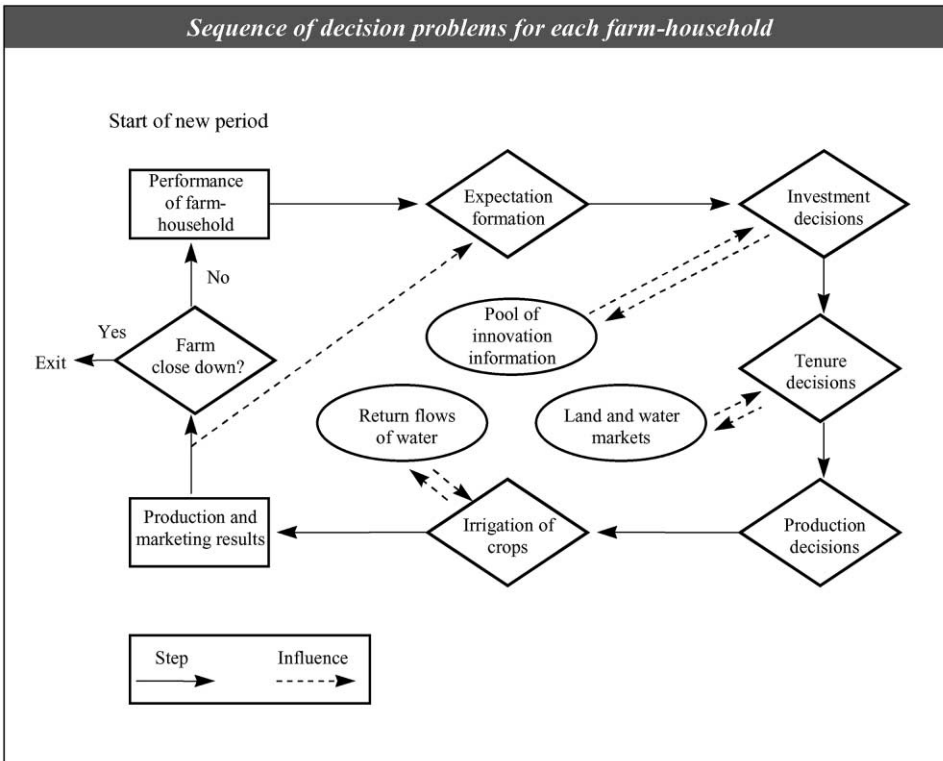 Sequence of decision problems for each farm-household
Start of new period
Performance
of farm-
household
Expectation
formation
Investment
decisions
No
Pool of
innovation
information
Yes
Exit
Farm
close down?
Tenure
decisions
Return flows
of water
Land and water
markets
Production and
marketing results
Irrigation of
crops
Production
decisions
Step
Influence